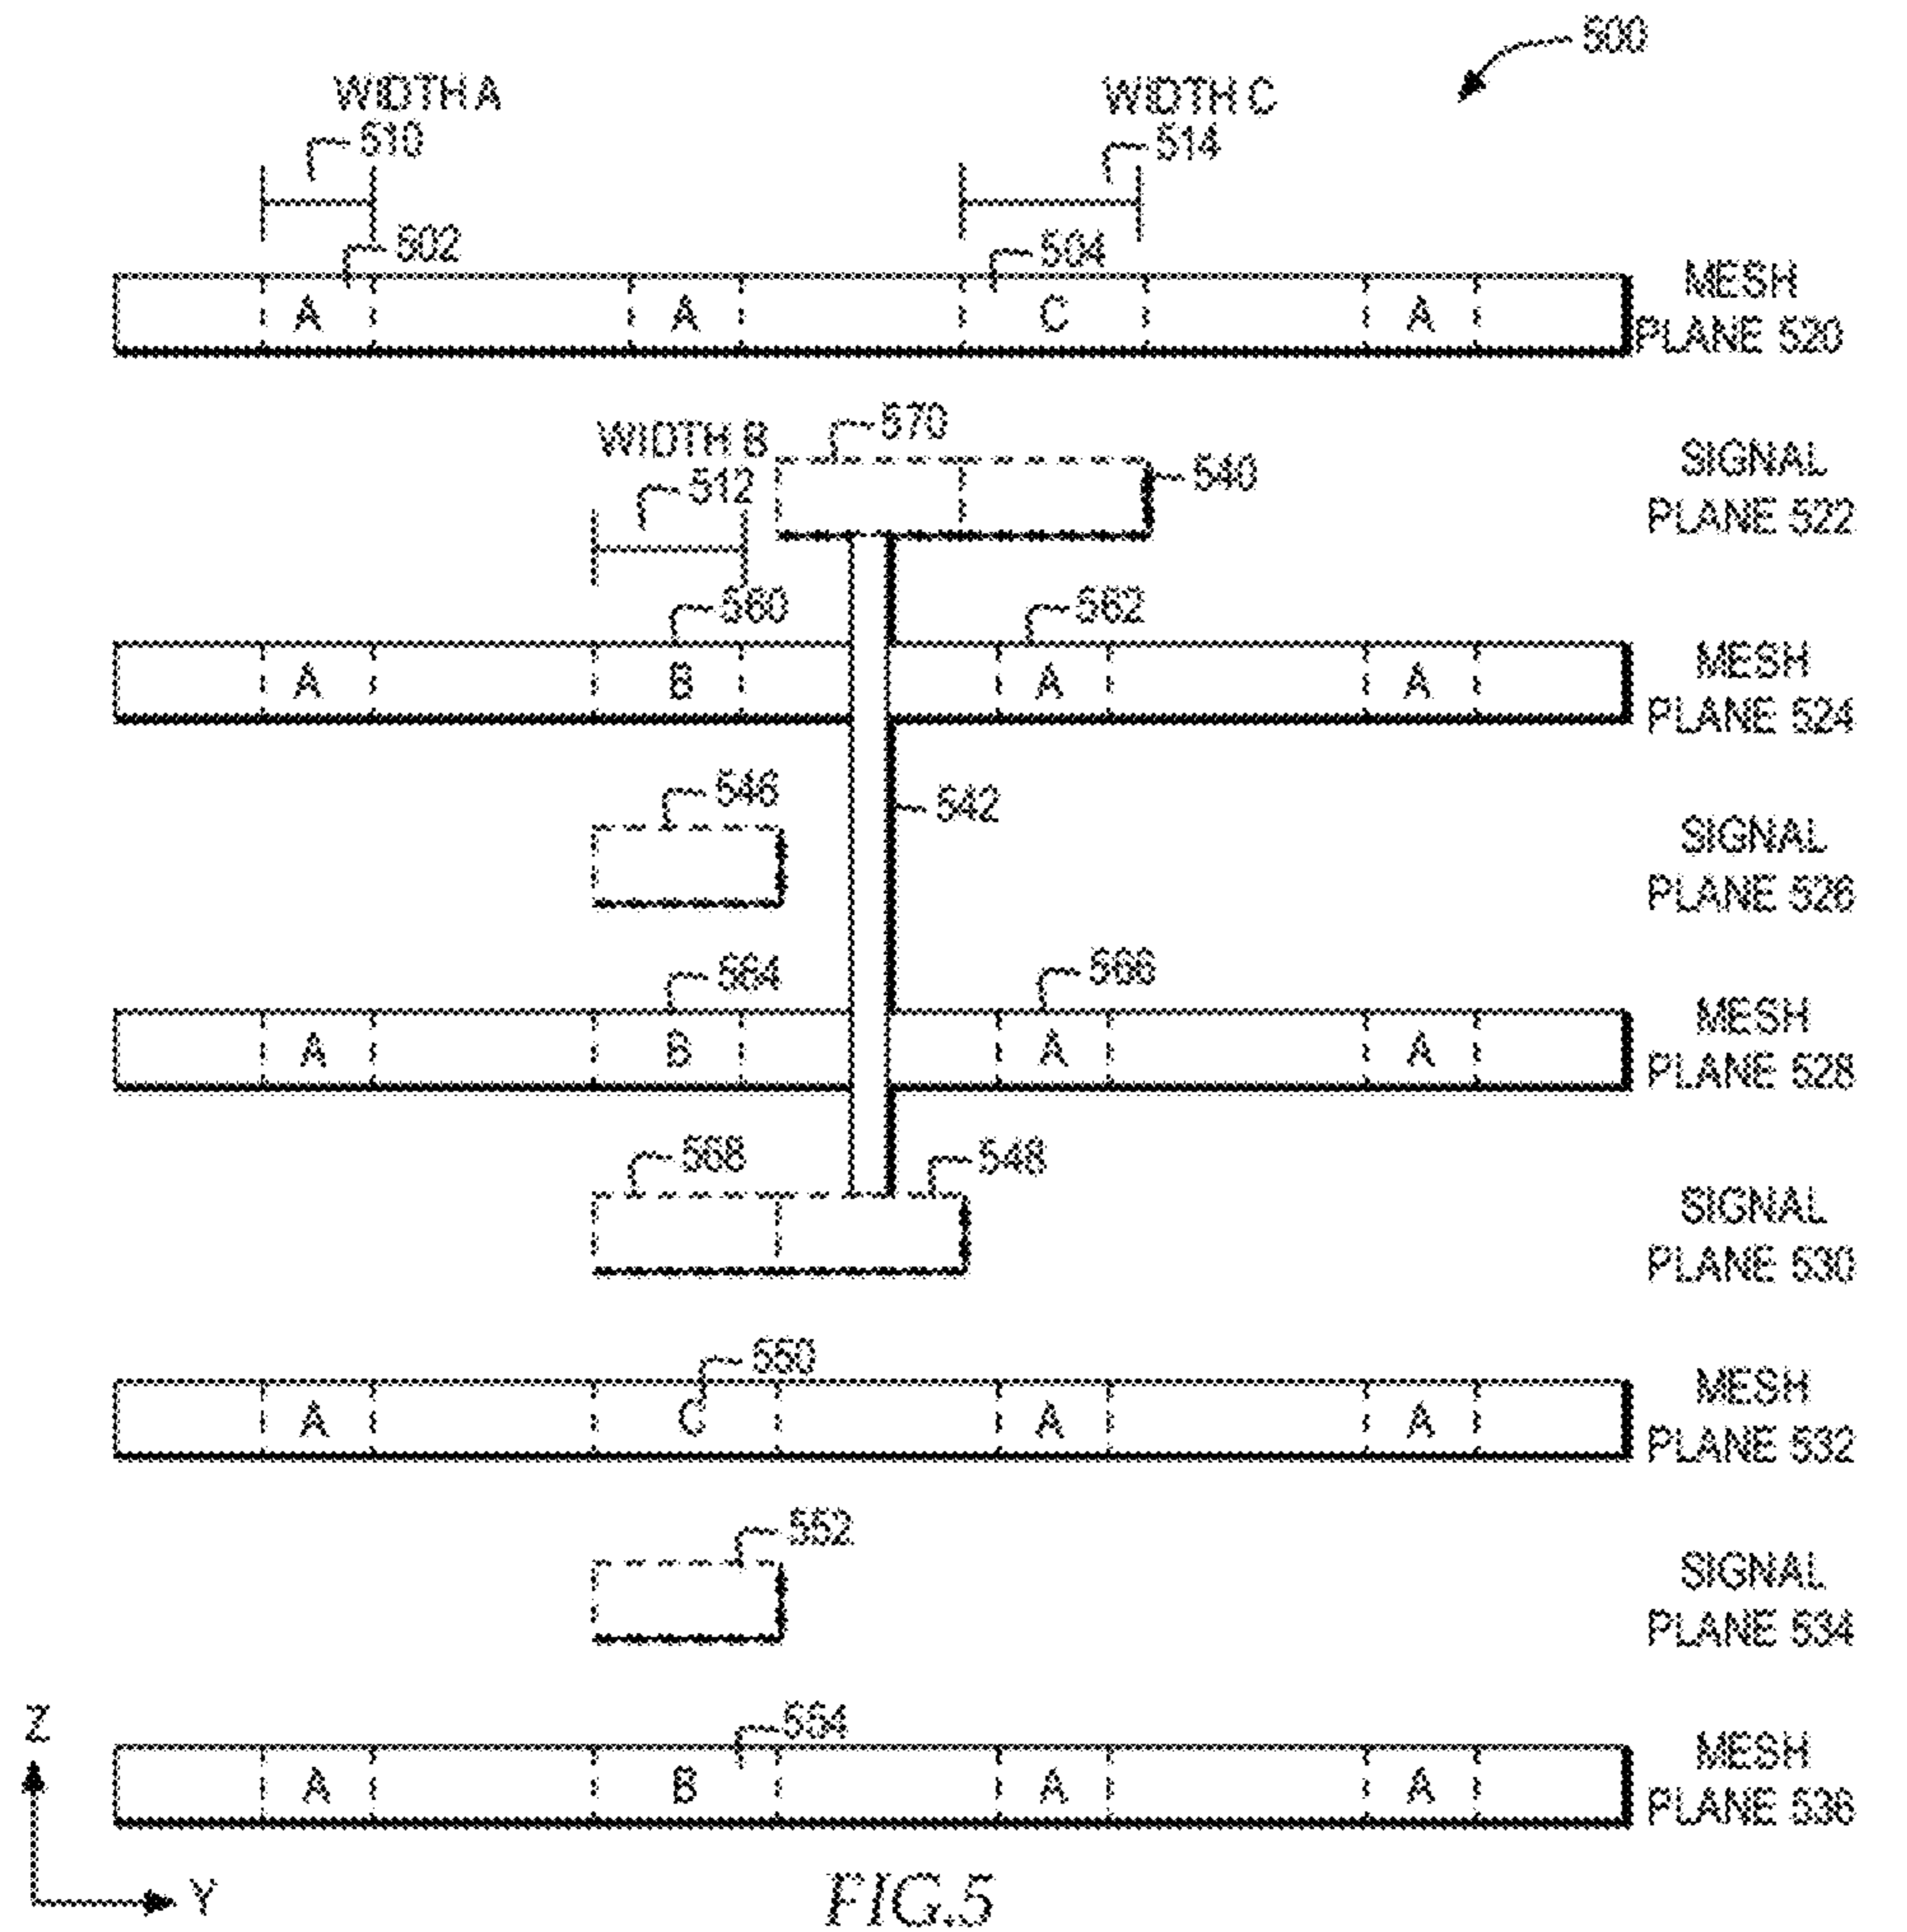 500
WIDTH A
510
WIDTH C
514
502
504
A A C A
MESH
PLANE 520
570
WIDTH B
512
540
SIGNAL
PLANE 522
560
562
A B A A
MESH
PLANE 524
546
542
SIGNAL
PLANE 526
564
566
A B A A
MESH
PLANE 528
568
548
SIGNAL
PLANE 530
550
A C A A
MESH
PLANE 532
552
SIGNAL
PLANE 534
554
A B A A
MESH
PLANE 536
Z
Y
FIG.5